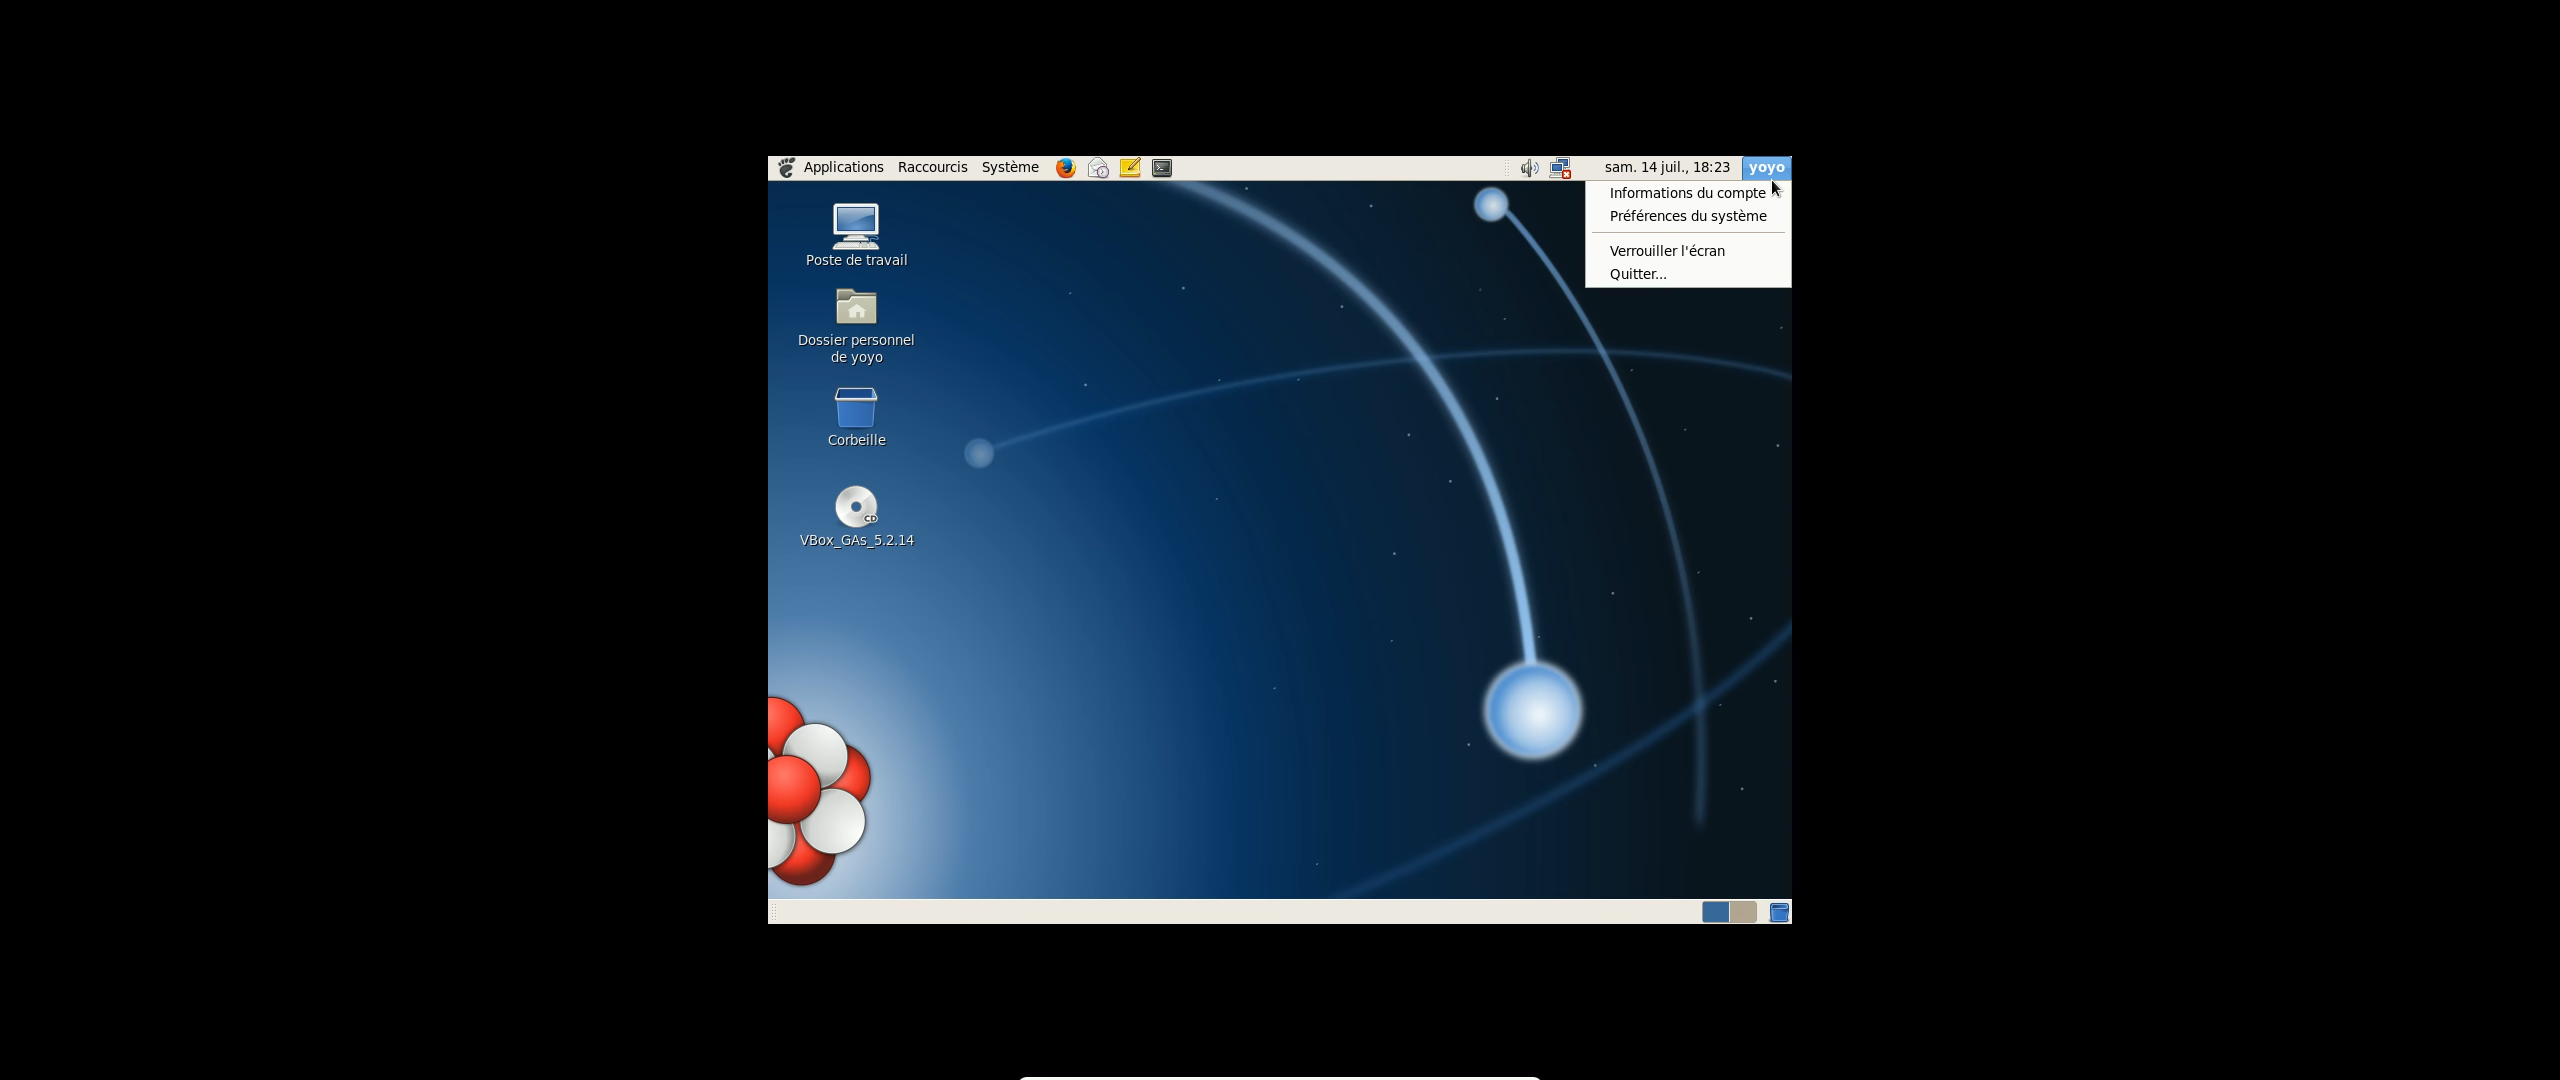 Applications Raccourcis Système sam. 14 juil., 18:23 yoyo
Informations du compte
Préférences du système
Verrouiller l'écran
Quitter...
Poste de travail
Dossier personnel
de yoyo
Corbeille
CD
VBox_GAs_5.2.14